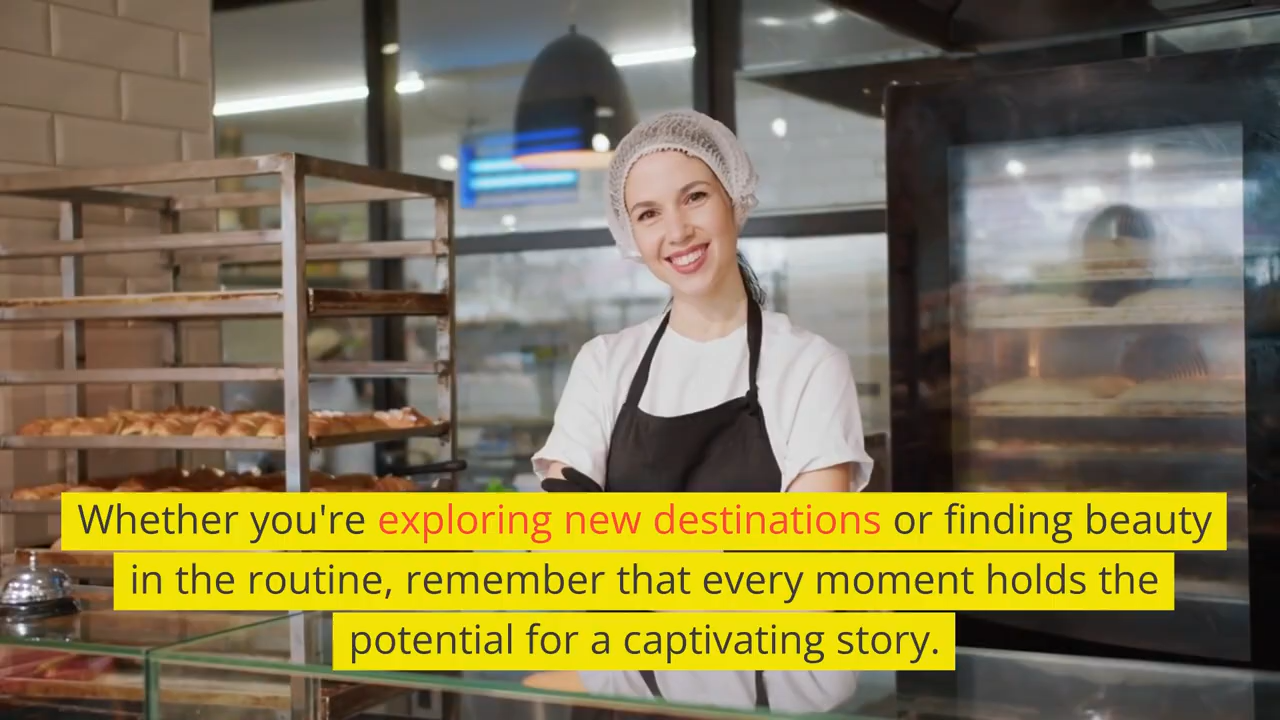 Whether you're exploring new destinations or finding beauty
in the routine, remember that every moment holds the
potential for a captivating story.